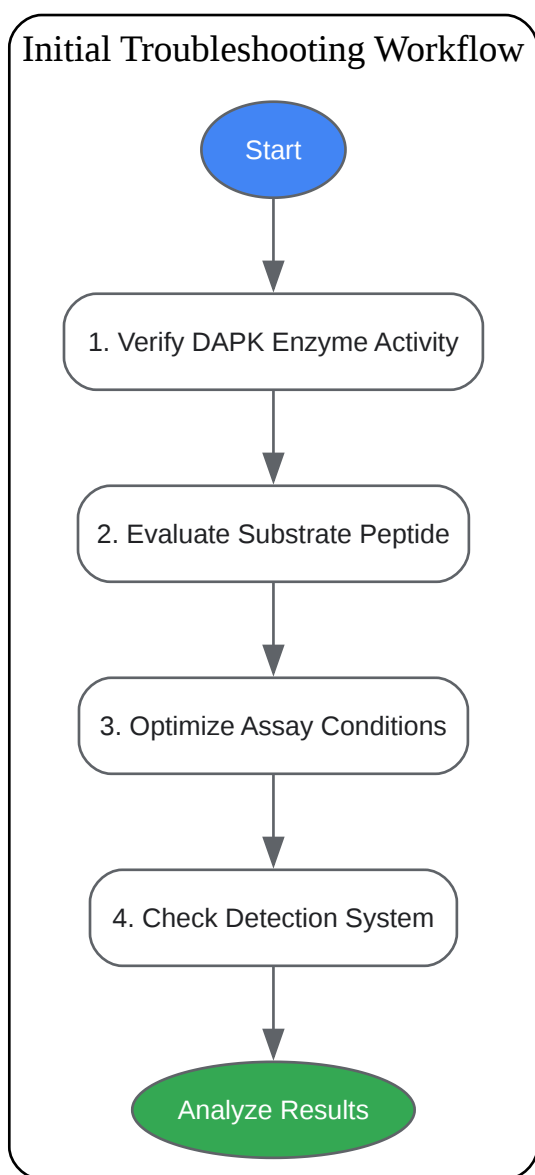 Initial Troubleshooting Workflow
Start
1. Verify DAPK Enzyme Activity
2. Evaluate Substrate Peptide
3. Optimize Assay Conditions
4. Check Detection System
Analyze Results